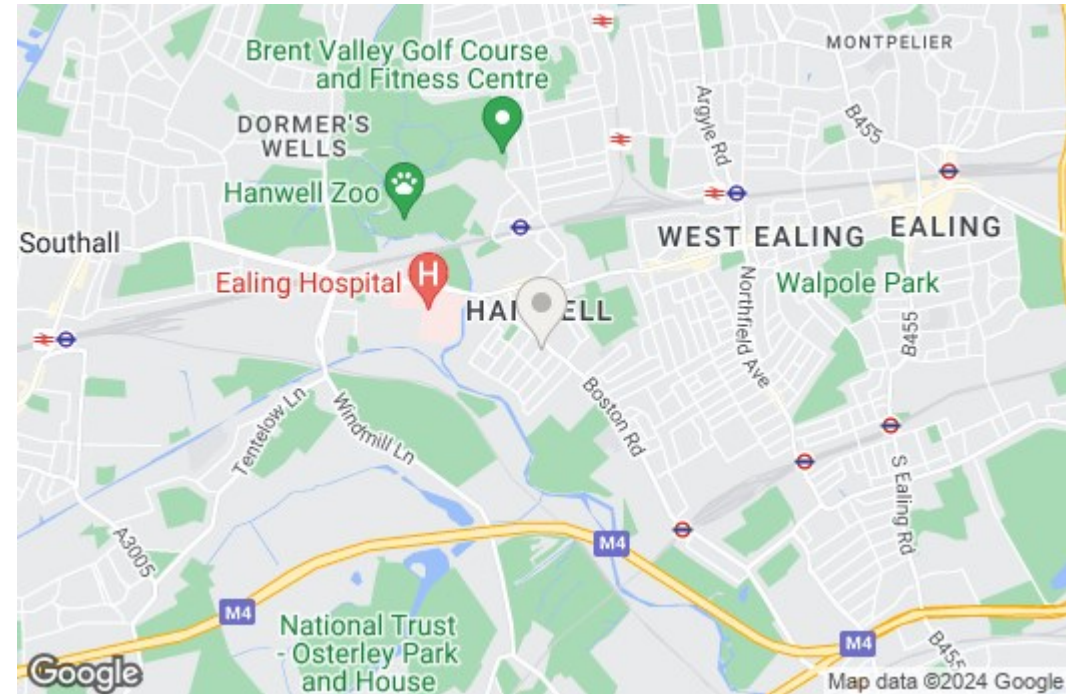 Brent Valley Golf Course
and Fitness Centre
MONTPELIER
Argyle Rd
B455
DORMER'S
WELLS
Hanwell Zoo
Southall
WEST EALING
EALING
Ealing Hospital
H
Walpole Park
HANWELL
Northfield Ave
B455
Boston Rd
Tentelow Ln
Windmill Ln
S Ealing Rd
A3005
M4
M4
National Trust
- Osterley Park
and House
M4
B455
Google
Map data ©2024 Google